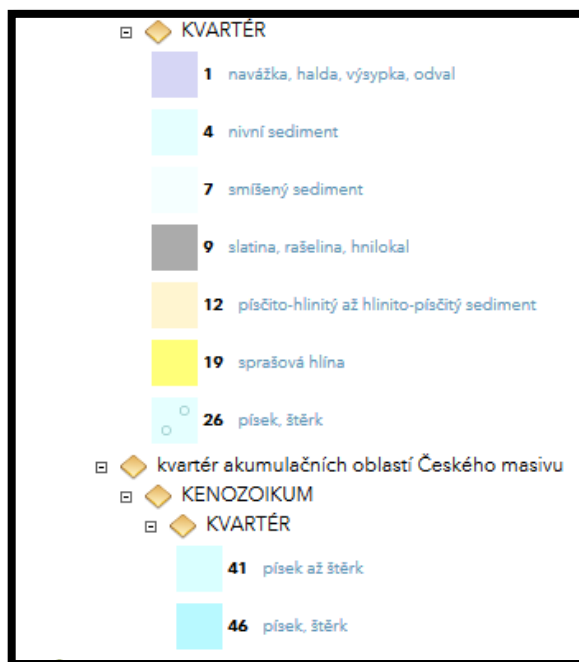 KVARTÉR
1 navážka, halda, výsypka, odval
4 nivní sediment
7 smíšený sediment
9 slatina, rašelina, hnilokal
12 písčito-hlinitý až hlinito-písčitý sediment
19 sprašová hlína
26 písek, štěrk
kvartér akumulačních oblastí Českého masivu
KENOZOIKUM
KVARTÉR
41 písek až štěrk
46 písek, štěrk